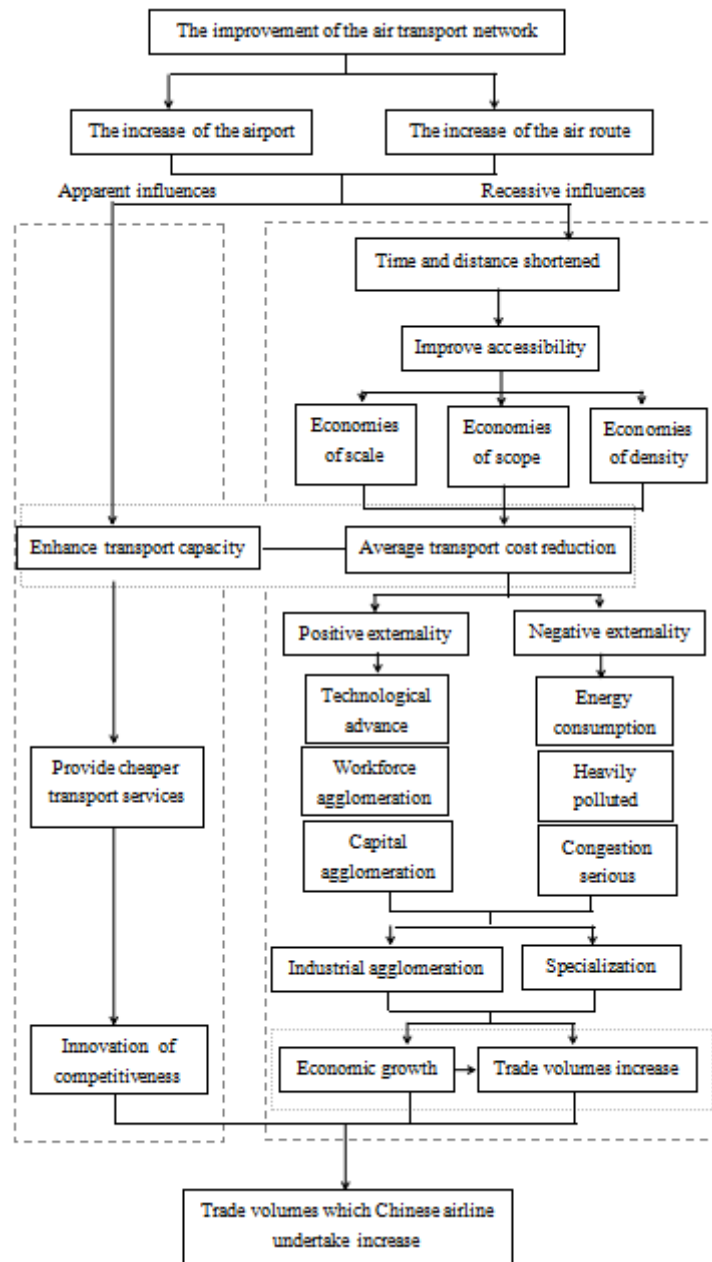 The improvement of the air transport network
The increase of the airport
The increase of the air route
Apparent influences
Recessive influences
Time and distance shortened
Improve accessibility
Economies
of scale
Economies
of scope
Economies
of density
Enhance transport capacity
Average transport cost reduction
Positive externality
Negative externality
Technological
advance
Energy
consumption
Provide cheaper
transport services
Workforce
agglomeration
Heavily
polluted
Capital
agglomeration
Congestion
serious
Industrial agglomeration
Specialization
Innovation of
competitiveness
Economic growth
Trade volumes increase
Trade volumes which Chinese airline
undertake increase